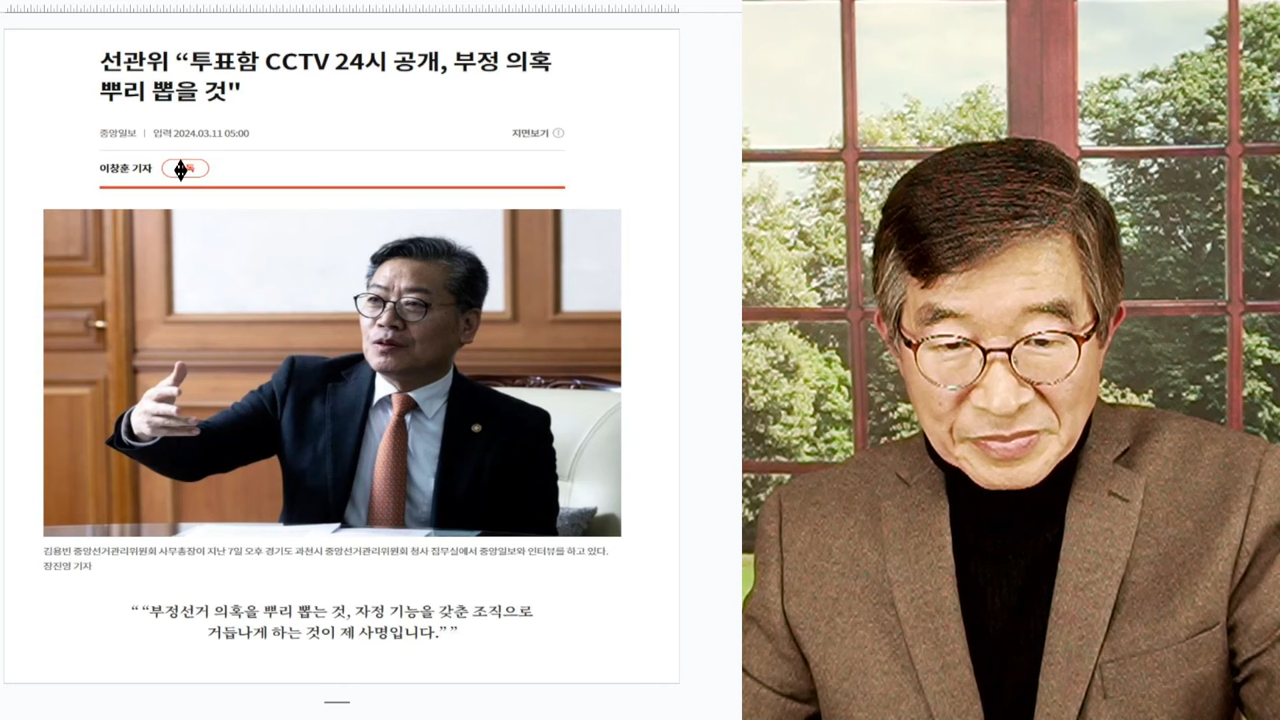 선관위 “투표함 CCTV 24시 공개, 부정 의혹
뿌리 뽑을 것"
중앙일보 | 입력 2024.03.11 05:00 지면보기
이창훈 기자
김용빈 중앙선거관리위원회 사무총장이 지난 7일 오후 경기도 과천시 중앙선거관리위원회 청사 집무실에서 중앙일보와 인터뷰를 하고 있다.
장진영 기자
“ “부정선거 의혹을 뿌리 뽑는 것, 자정 기능을 갖춘 조직으로
거듭나게 하는 것이 제 사명입니다.” ”